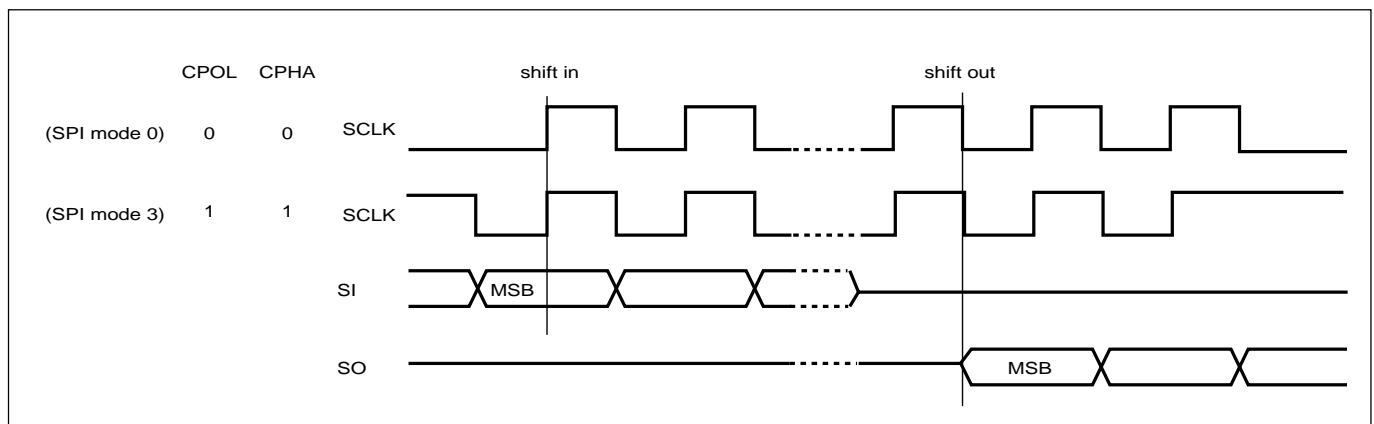 CPOL CPHA shift in shift out
(SPI mode 0) 0 0 SCLK
(SPI mode 3) 1 1 SCLK
SI MSB
SO MSB